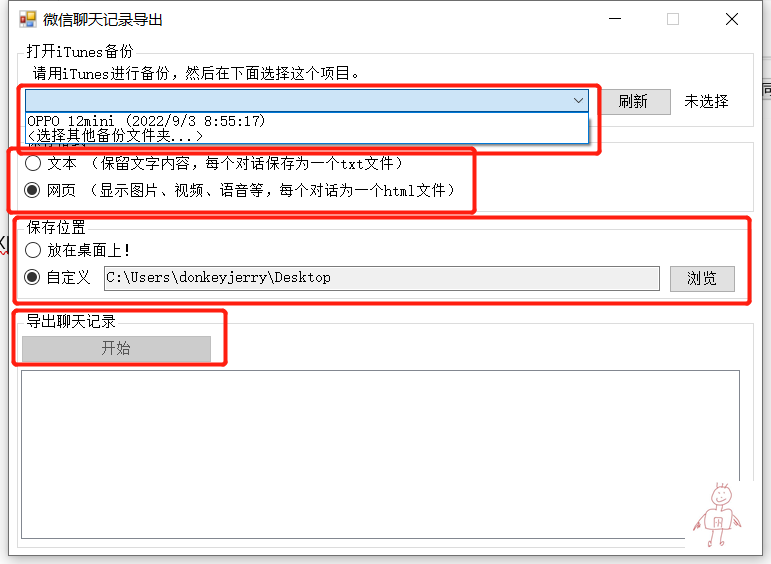 微信聊天记录导出
打开iTunes备份
请用iTunes进行备份，然后在下面选择这个项目。
刷新 未选择
OPPO 12mini (2022/9/3 8:55:17)
<选择其他备份文件夹...>
文本 （保留文字内容，每个对话保存为一个txt文件）
网页 （显示图片、视频、语音等，每个对话为一个html文件）
保存位置
放在桌面上!
自定义 C:\Users\donkeyjerry\Desktop 浏览
导出聊天记录
开始